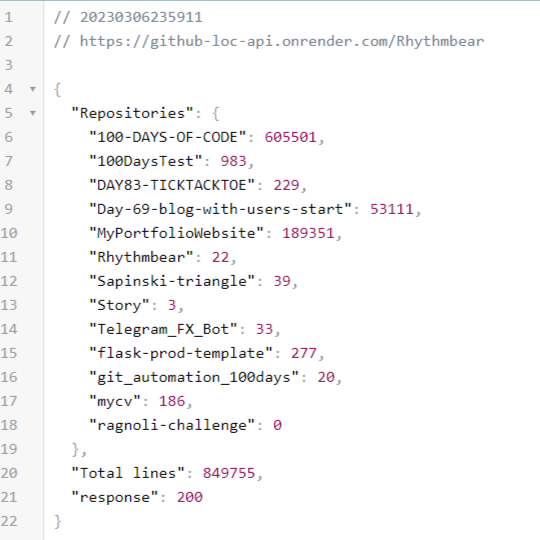 1 // 20230306235911
2 // https://github-loc-api.onrender.com/Rhythmbear
3
4 {
5 "Repositories": {
6 "100-DAYS-OF-CODE": 605501,
7 "100DaysTest": 983,
8 "DAY83-TICKTACKTOE": 229,
9 "Day-69-blog-with-users-start": 53111,
10 "MyPortfolioWebsite": 189351,
11 "Rhythmbear": 22,
12 "Sapinski-triangle": 39,
13 "Story": 3,
14 "Telegram_FX_Bot": 33,
15 "flask-prod-template": 277,
16 "git_automation_100days": 20,
17 "mycv": 186,
18 "ragnoli-challenge": 0
19 },
20 "Total lines": 849755,
21 "response": 200
22 }